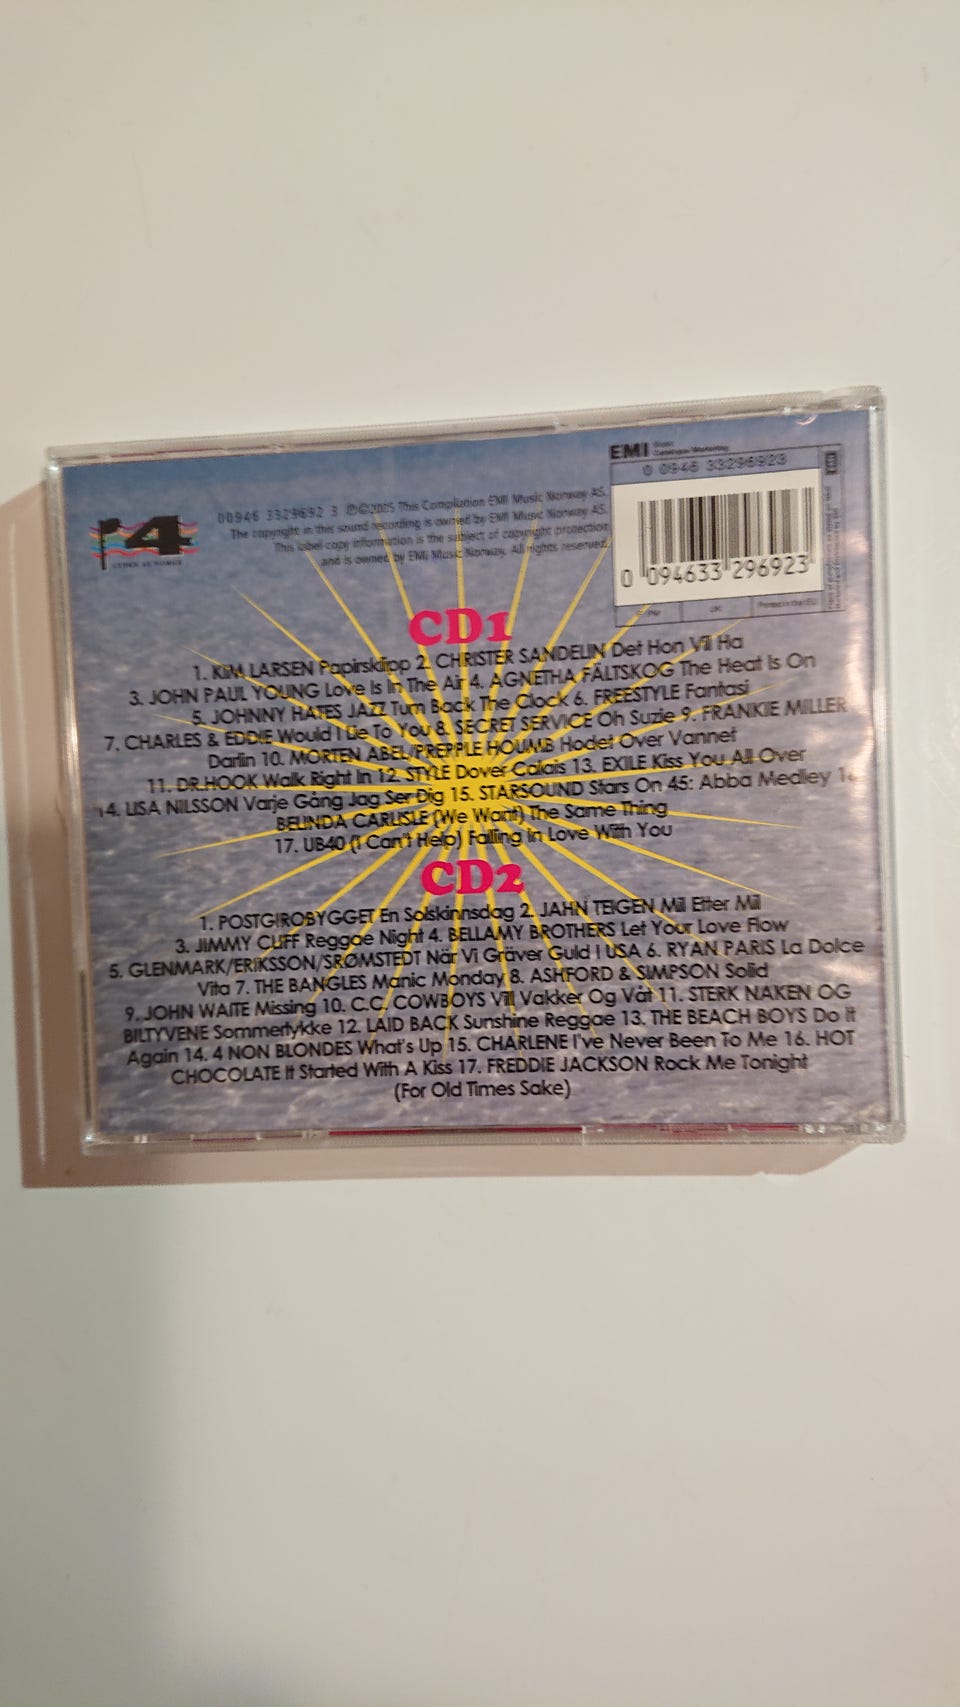 EMI
0 0946 33296923
P4
LYDEN AV NORGE
00946 3329692 3 ℗©2005 This Compilation EMI Music Norway AS.
The copyright in this sound recording is owned by EMI Music Norway AS.
This label copy information is the subject of copyright protection
and is owned by EMI Music Norway. All rights reserved.
0 094633 296923
UK
Printed in the EU
CD1
1. KIM LARSEN Papirsklipp 2. CHRISTER SANDELIN Det Hon Vill Ha
3. JOHN PAUL YOUNG Love Is In The Air 4. AGNETHA FÄLTSKOG The Heat Is On
5. JOHNNY HATES JAZZ Turn Back The Clock 6. FREESTYLE Fantasi
7. CHARLES & EDDIE Would I Lie To You 8. SECRET SERVICE Oh Suzie 9. FRANKIE MILLER
Darlin 10. MORTEN ABEL/PREPPLE HOUMB Hodet Over Vannet
11. DR.HOOK Walk Right In 12. STYLE Dover Calais 13. EXILE Kiss You All Over
14. LISA NILSSON Varje Gång Jag Ser Dig 15. STARSOUND Stars On 45: Abba Medley 16.
BELINDA CARLISLE (We Want) The Same Thing
17. UB40 (I Can't Help) Falling In Love With You
CD2
1. POSTGIROBYGGET En Solskinnsdag 2. JAHN TEIGEN Mil Etter Mil
3. JIMMY CLIFF Reggae Night 4. BELLAMY BROTHERS Let Your Love Flow
5. GLENMARK/ERIKSSON/SRØMSTEDT När Vi Gräver Guld I USA 6. RYAN PARIS La Dolce
Vita 7. THE BANGLES Manic Monday 8. ASHFORD & SIMPSON Solid
9. JOHN WAITE Missing 10. C.C. COWBOYS Vill Vakker Og Våt 11. STERK NAKEN OG
BILTYVENE Sommerfykke 12. LAID BACK Sunshine Reggae 13. THE BEACH BOYS Do It
Again 14. 4 NON BLONDES What's Up 15. CHARLENE I've Never Been To Me 16. HOT
CHOCOLATE It Started With A Kiss 17. FREDDIE JACKSON Rock Me Tonight
(For Old Times Sake)